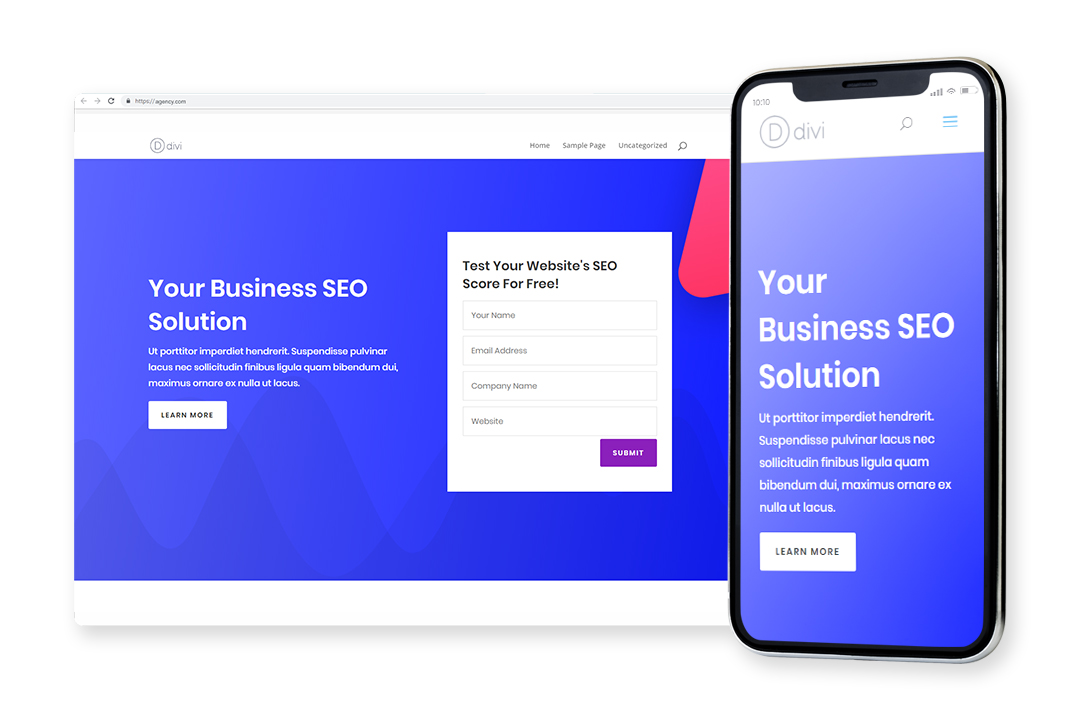 https://agency.com
D divi
Home Sample Page Uncategorized
Your Business SEO
Solution
Ut porttitor imperdiet hendrerit. Suspendisse pulvinar
lacus nec sollicitudin finibus ligula quam bibendum dui,
maximus ornare ex nulla ut lacus.
LEARN MORE
Test Your Website's SEO
Score For Free!
Your Name
Email Address
Company Name
Website
SUBMIT
10:10
D divi
Your
Business SEO
Solution
Ut porttitor imperdiet hendrerit.
Suspendisse pulvinar lacus nec
sollicitudin finibus ligula quam
bibendum dui, maximus ornare ex
nulla ut lacus.
LEARN MORE